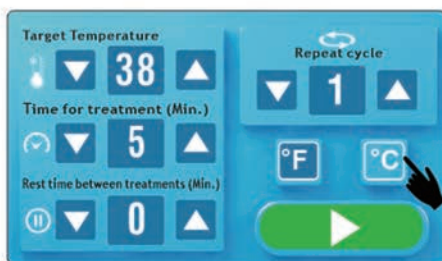 Target Temperature
38
Time for treatment (Min.)
5
Rest time between treatments (Min.)
0
Repeat cycle
1
°F
°C